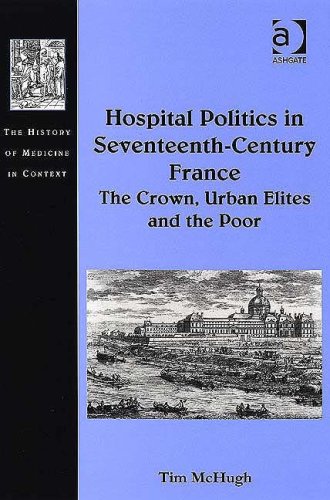 a
ASHGATE
THE HISTORY
OF MEDICINE
IN CONTEXT
Hospital Politics in
Seventeenth-Century
France
The Crown, Urban Elites
and the Poor
Tim McHugh